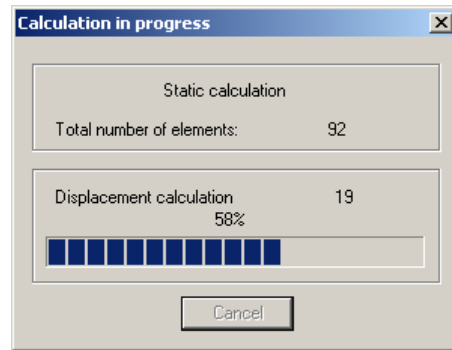 Calculation in progress
Static calculation
Total number of elements: 92
Displacement calculation 19
58%
Cancel